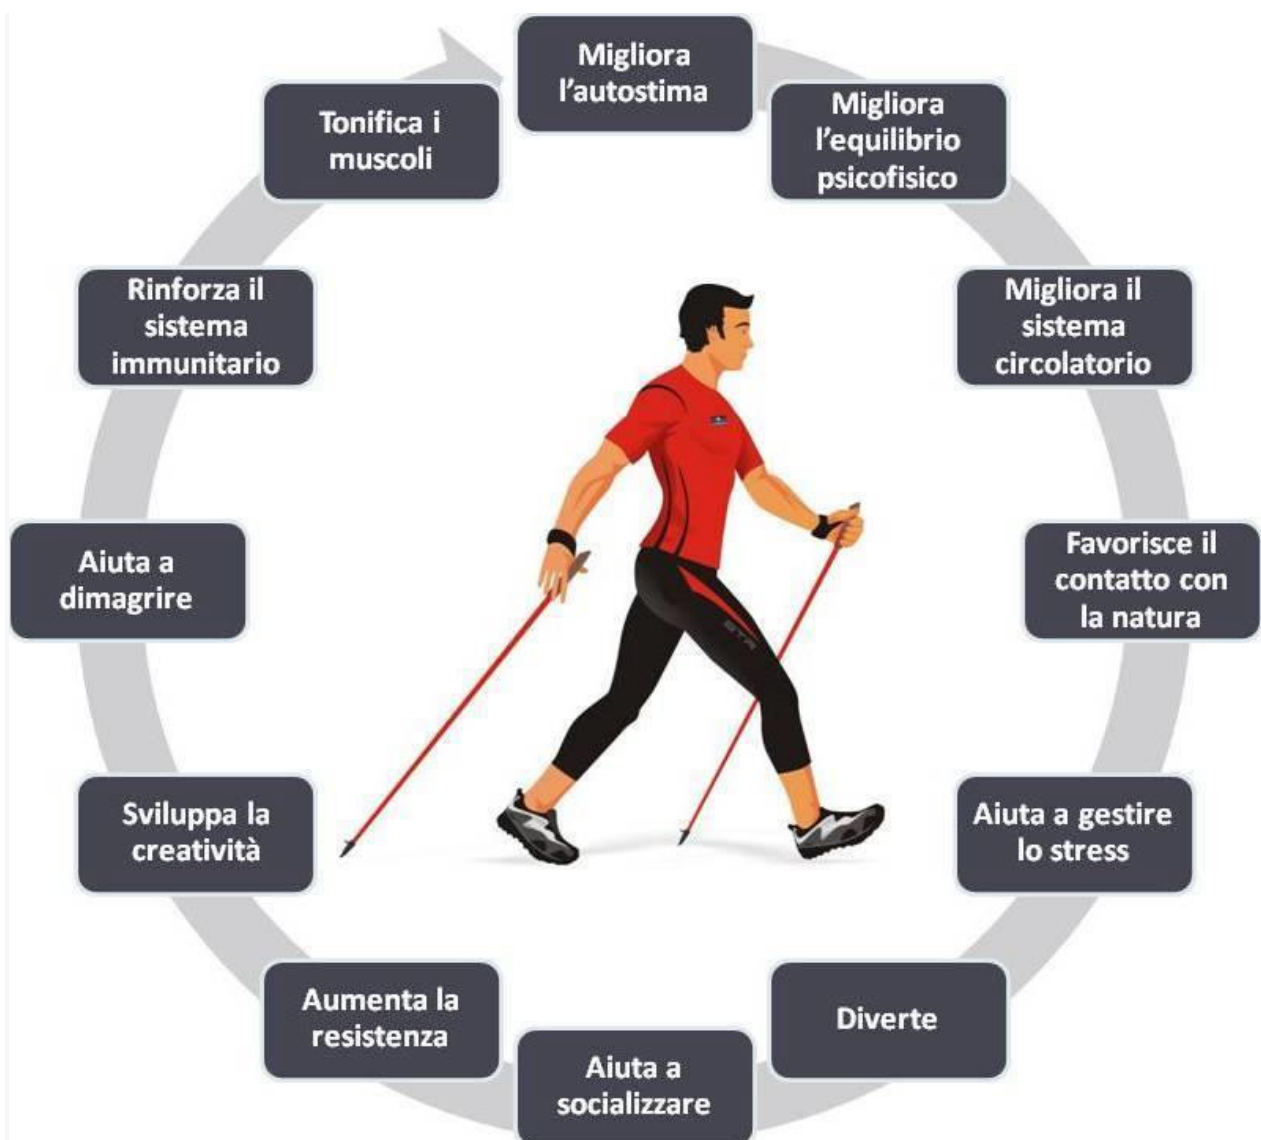 Migliora
l'autostima
Migliora
l'equilibrio
psicofisico
Migliora il
sistema
circolatorio
Favorisce il
contatto con
la natura
Aiuta a gestire
lo stress
Diverte
Aiuta a
socializzare
Aumenta la
resistenza
Sviluppa la
creatività
Aiuta a
dimagrire
Rinforza il
sistema
immunitario
Tonifica i
muscoli